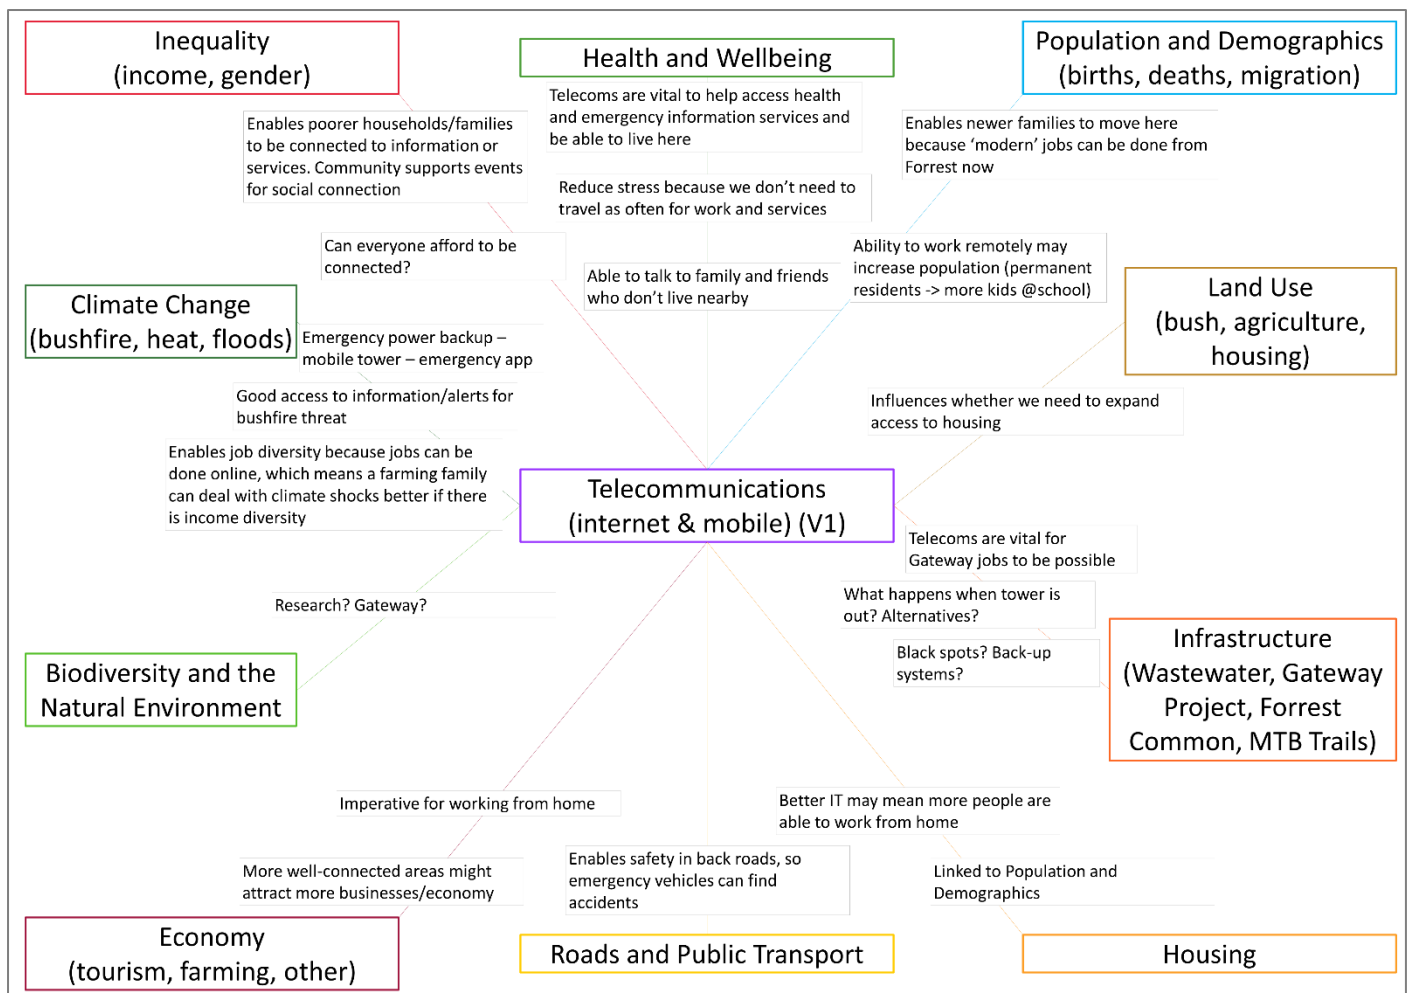 Inequality
(income, gender)
Health and Wellbeing
Population and Demographics
(births, deaths, migration)
Enables poorer households/families
to be connected to information or
services. Community supports events
for social connection
Can everyone afford to be
connected?
Telecoms are vital to help access health
and emergency information services and
be able to live here
Reduce stress because we don’t need to
travel as often for work and services
Able to talk to family and friends
who don’t live nearby
Enables newer families to move here
because ‘modern’ jobs can be done from
Forrest now
Ability to work remotely may
increase population (permanent
residents -> more kids @school)
Climate Change
(bushfire, heat, floods)
Emergency power backup –
mobile tower – emergency app
Good access to information/alerts for
bushfire threat
Enables job diversity because jobs can be
done online, which means a farming family
can deal with climate shocks better if there
is income diversity
Land Use
(bush, agriculture,
housing)
Influences whether we need to expand
access to housing
Telecommunications
(internet & mobile) (V1)
Telecoms are vital for
Gateway jobs to be possible
What happens when tower is
out? Alternatives?
Black spots? Back-up
systems?
Infrastructure
(Wastewater, Gateway
Project, Forrest
Common, MTB Trails)
Research? Gateway?
Biodiversity and the
Natural Environment
Imperative for working from home
More well-connected areas might
attract more businesses/economy
Economy
(tourism, farming, other)
Enables safety in back roads, so
emergency vehicles can find
accidents
Roads and Public Transport
Better IT may mean more people are
able to work from home
Linked to Population and
Demographics
Housing